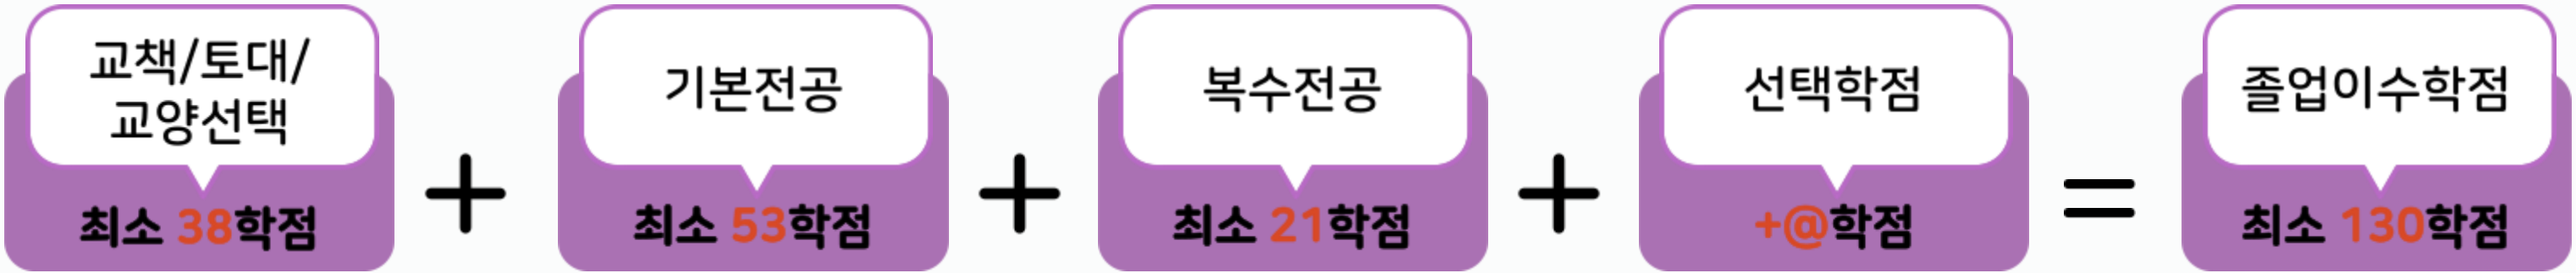 교책/토대/
교양선택
최소 38학점
+
기본전공
최소 53학점
+
복수전공
최소 21학점
+
선택학점
+@학점
=
졸업이수학점
최소 130학점